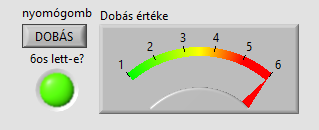 nyomógomb
DOBÁS
6os lett-e?
Dobás értéke
1 2 3 4 5 6